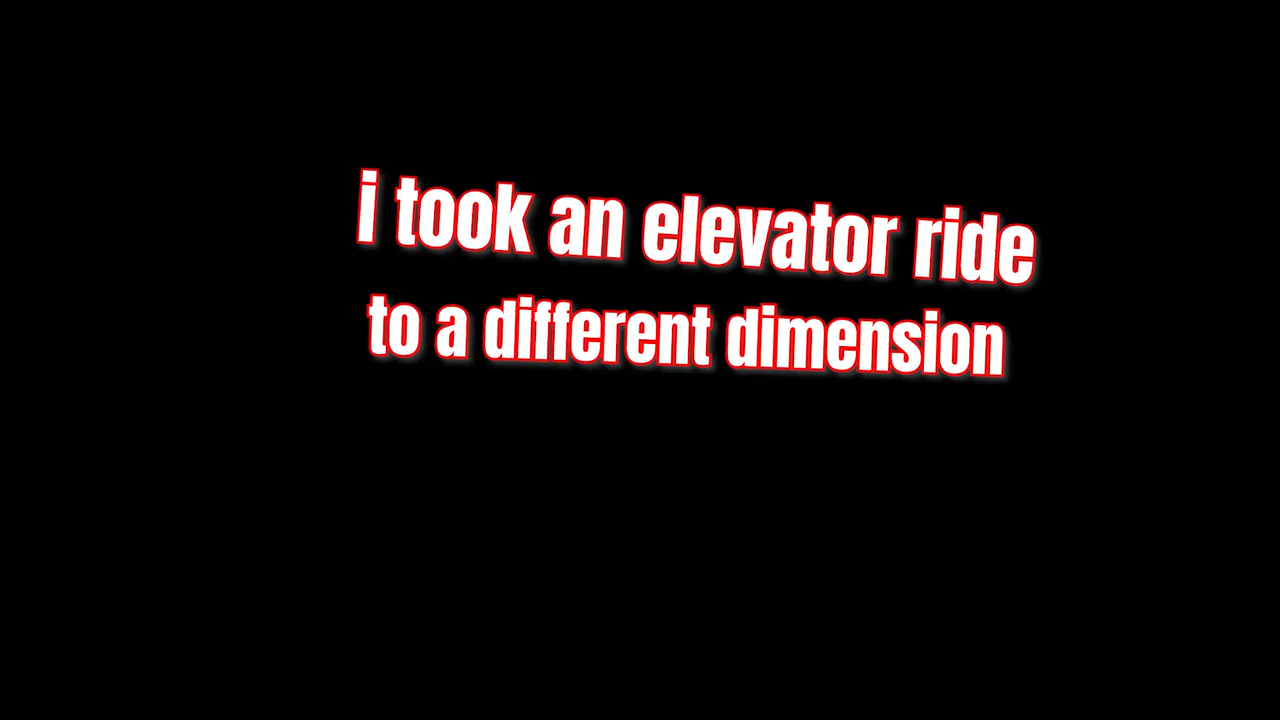 i took an elevator ride
to a different dimension